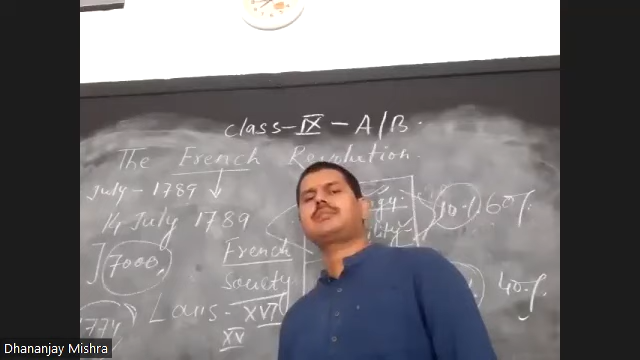 class-IX - A/B.
The French Revolution.
July - 1789
14 July 1789
10% 60%
7000
French
Society
40%
Louis - XVI
XV
1774
Dhananjay Mishra